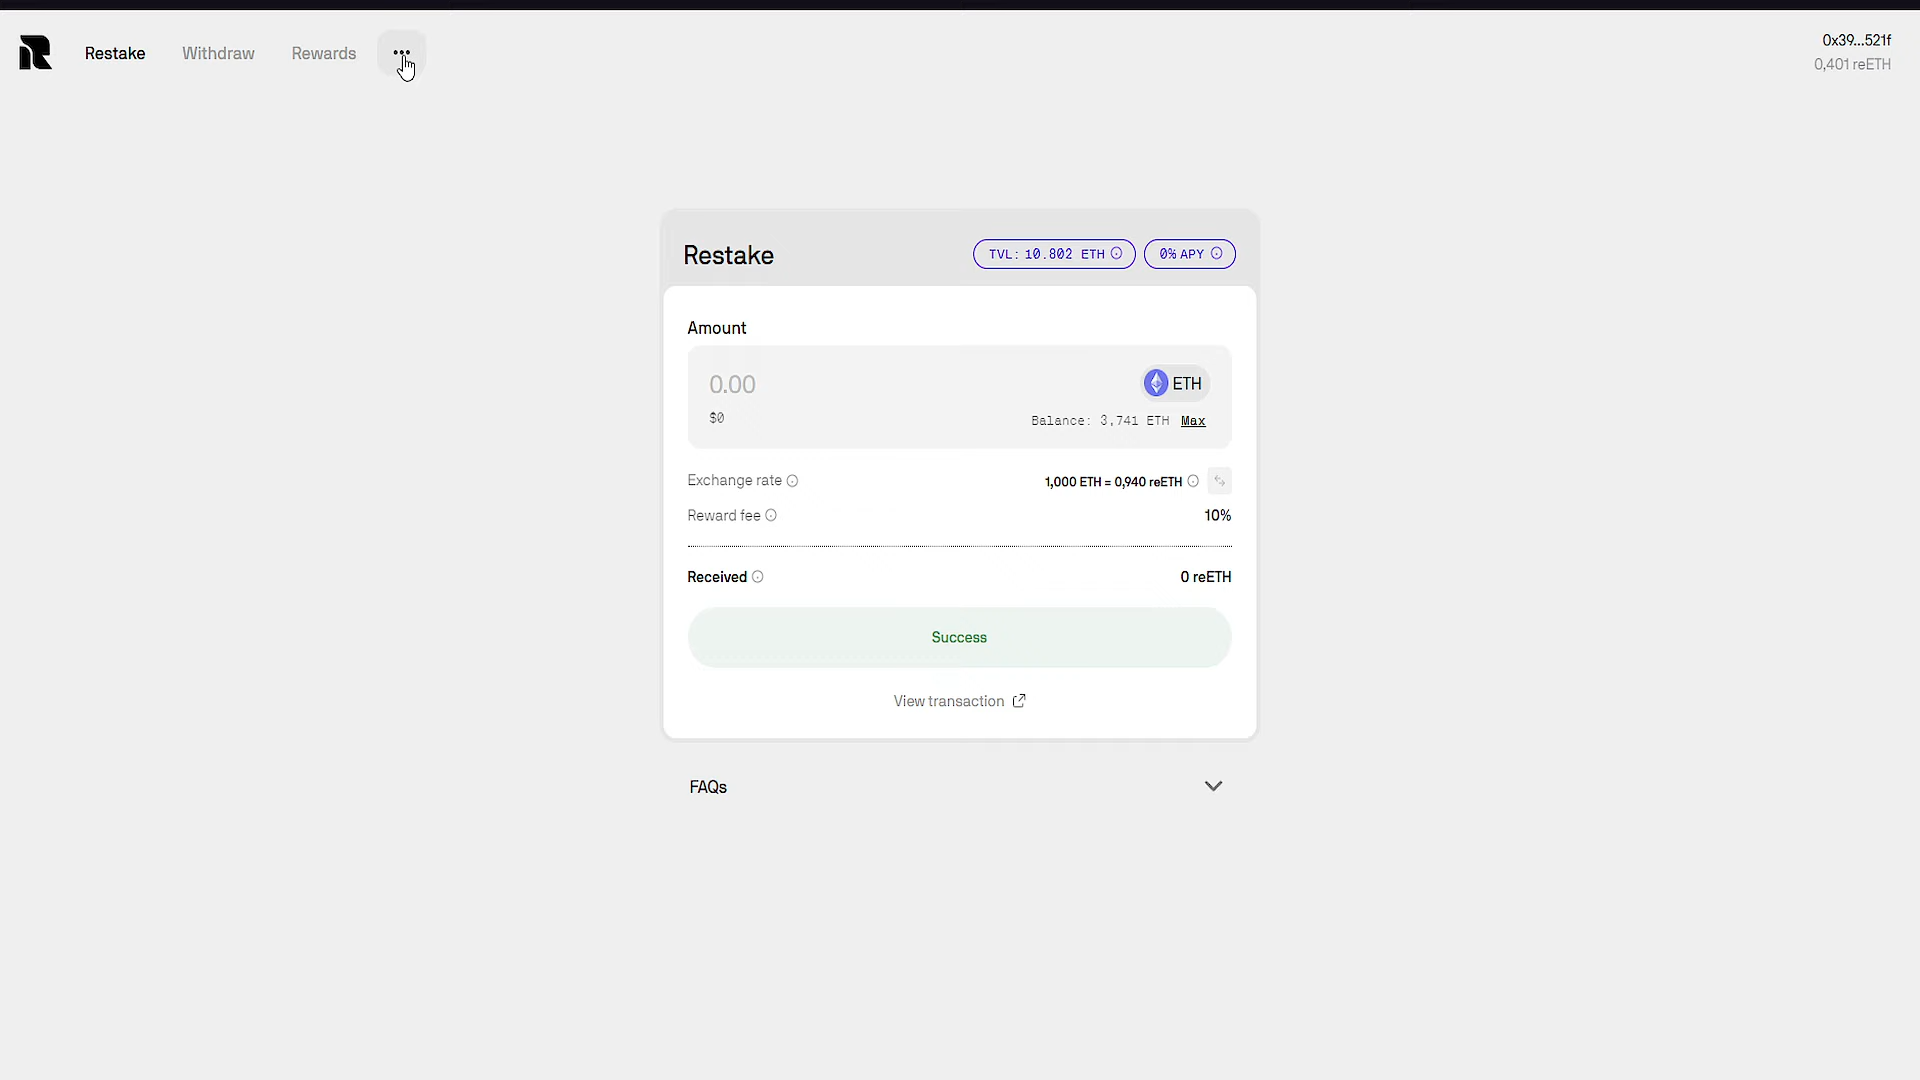 Restake Withdraw Rewards
0x39...521f
0,401 reETH
Restake
TVL: 10.802 ETH
0% APY
Amount
0.00
ETH
$0
Balance: 3,741 ETH Max
Exchange rate
1,000 ETH = 0,940 reETH
Reward fee
10%
Received
0 reETH
Success
View transaction
FAQs